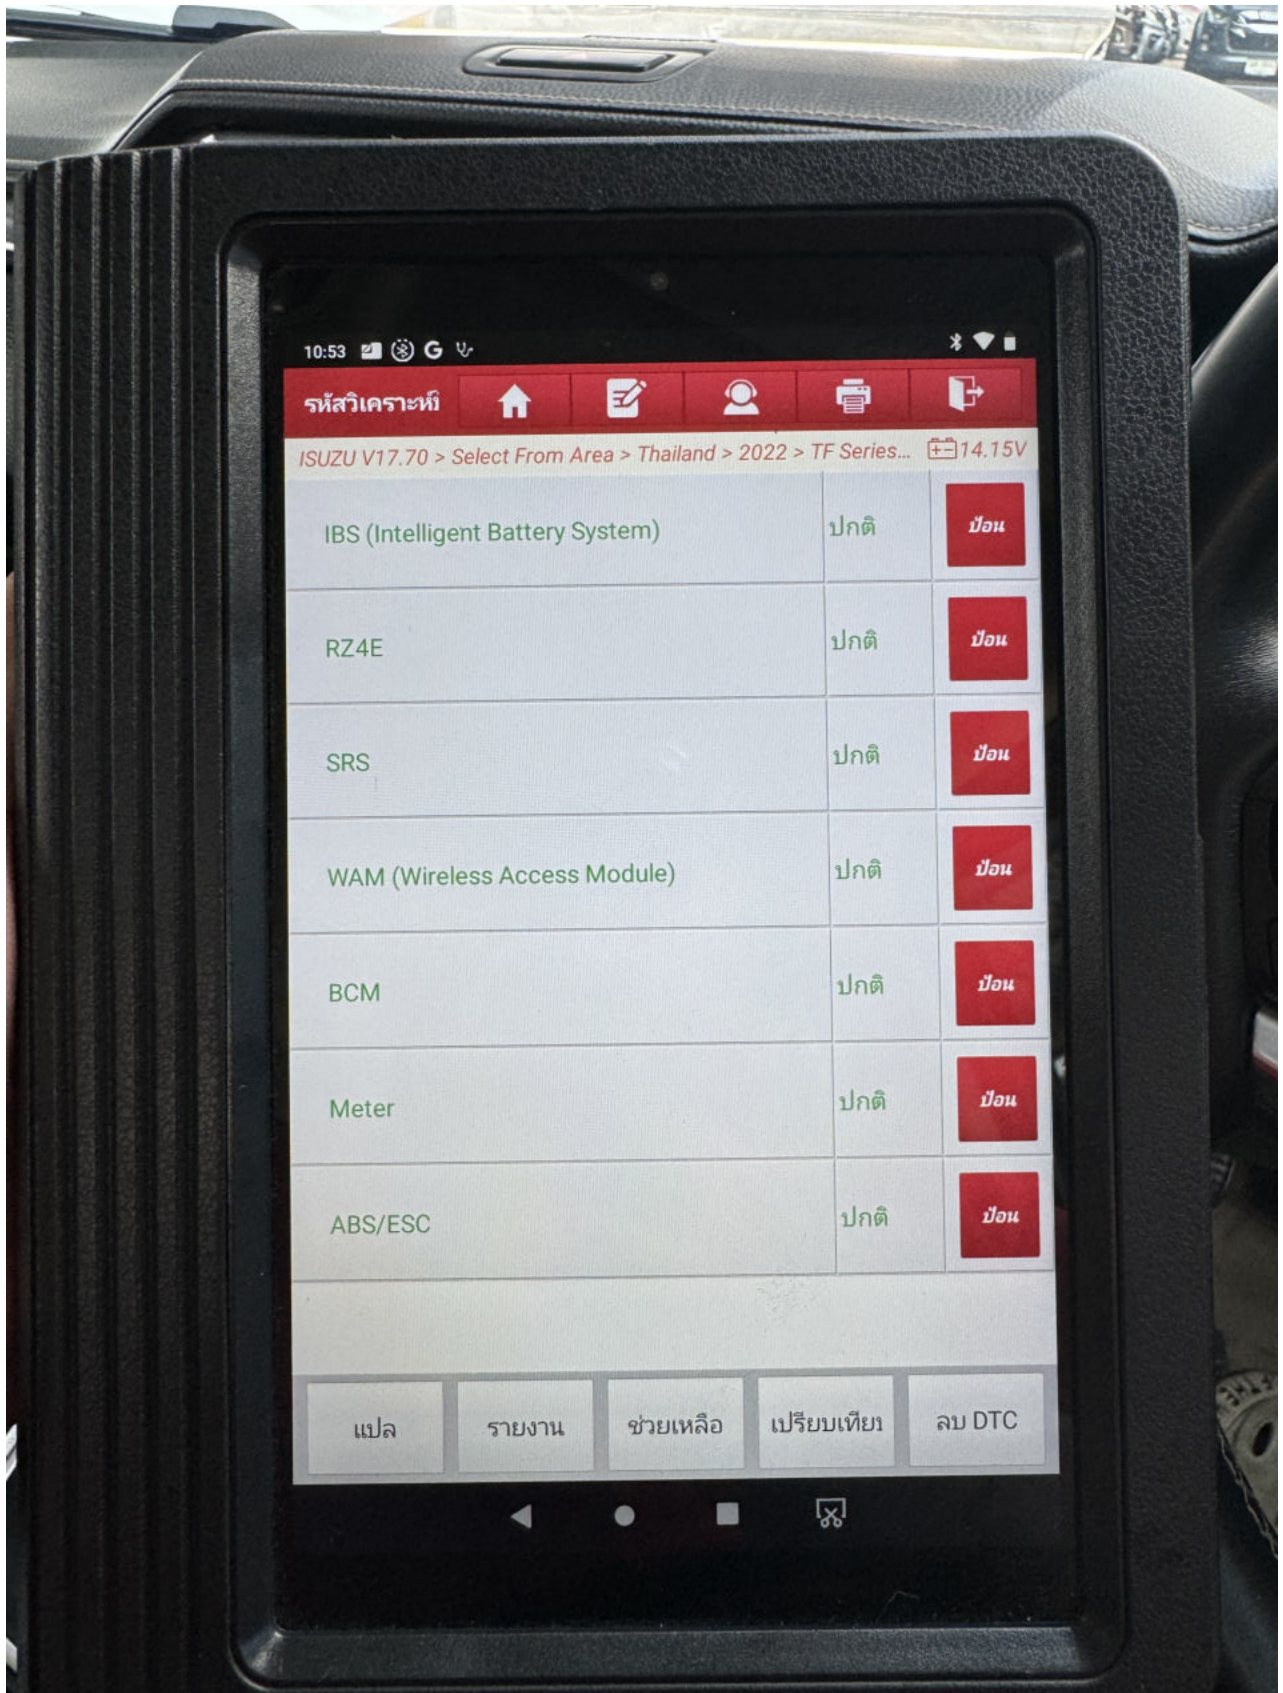 10:53 G
รหัสวิเคราะห์
ISUZU V17.70 > Select From Area > Thailand > 2022 > TF Series... 14.15V
IBS (Intelligent Battery System) ปกติ ป้อน
RZ4E ปกติ ป้อน
SRS ปกติ ป้อน
WAM (Wireless Access Module) ปกติ ป้อน
BCM ปกติ ป้อน
Meter ปกติ ป้อน
ABS/ESC ปกติ ป้อน
แปล รายงาน ช่วยเหลือ เปรียบเทีย ลบ DTC